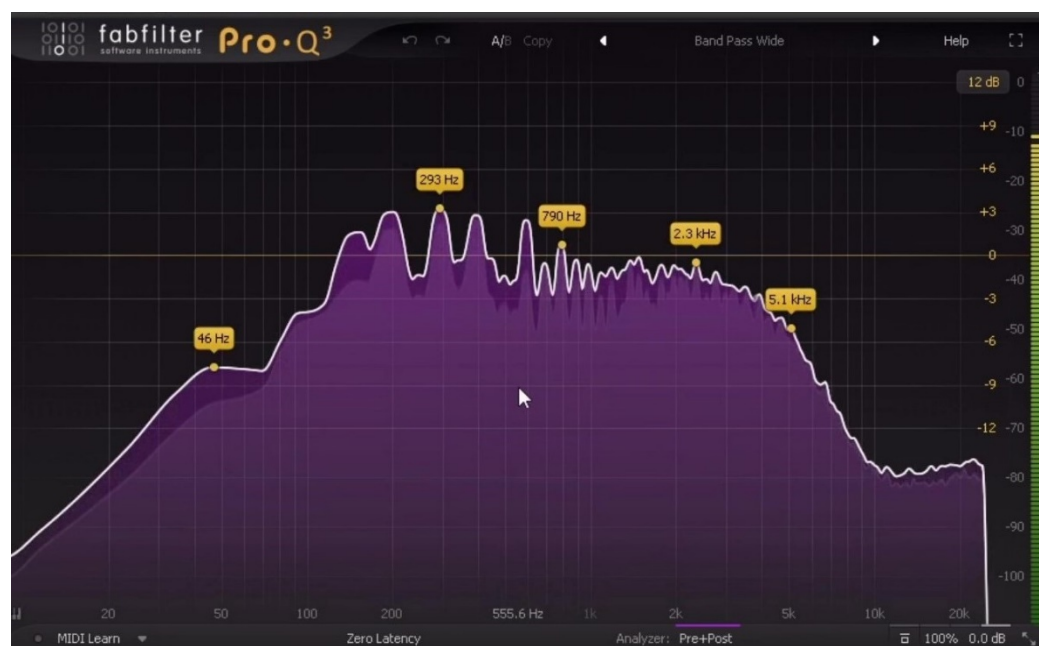 fabfilter Pro·Q³ A/B Copy Band Pass Wide Help
software instruments
12 dB 0
+9 -10
+6 -20
293 Hz
+3
790 Hz
-30
2.3 kHz
0
-40
-3
5.1 kHz
-50
46 Hz
-6
-60
-9
-12 -70
-80
-90
-100
20 50 100 200 555.6 Hz 1k 2k 5k 10k 20k
MIDI Learn Zero Latency Analyzer: Pre+Post 100% 0.0 dB